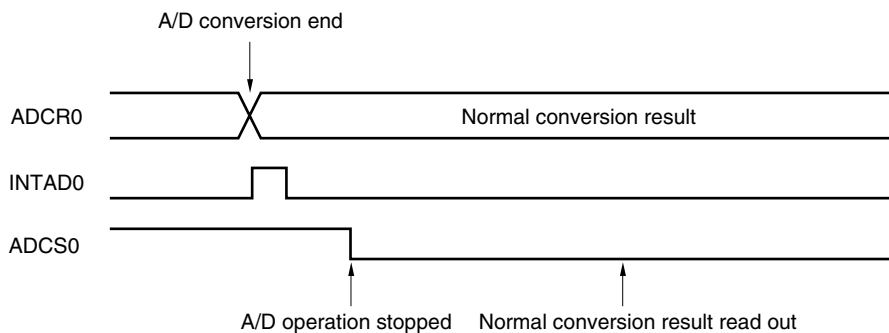 A/D conversion end
ADCR0
Normal conversion result
INTAD0
ADCS0
A/D operation stopped
Normal conversion result read out